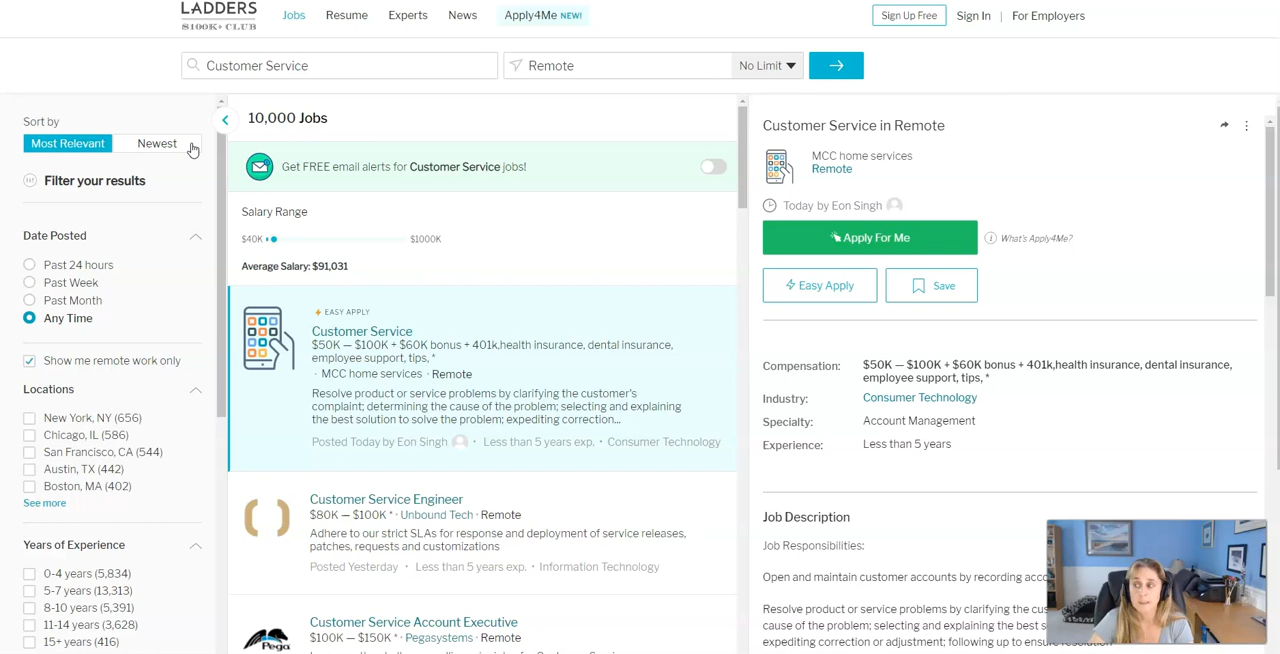 LADDERS
$100K+ CLUB
Jobs
Resume
Experts
News
Apply4Me NEW!
Sign Up Free
Sign In
For Employers
Customer Service
Remote
No Limit
Sort by
Most Relevant
Newest
Filter your results
Date Posted
Past 24 hours
Past Week
Past Month
Any Time
Show me remote work only
Locations
New York, NY (656)
Chicago, IL (586)
San Francisco, CA (544)
Austin, TX (442)
Boston, MA (402)
See more
Years of Experience
0-4 years (5,834)
5-7 years (13,313)
8-10 years (5,391)
11-14 years (3,628)
15+ years (416)
10,000 Jobs
Get FREE email alerts for Customer Service jobs!
Salary Range
$40K
$1000K
Average Salary: $91,031
EASY APPLY
Customer Service
$50K — $100K + $60K bonus + 401k,health insurance, dental insurance,
employee support, tips, *
· MCC home services · Remote
Resolve product or service problems by clarifying the customer's
complaint; determining the cause of the problem; selecting and explaining
the best solution to solve the problem; expediting correction...
Posted Today by Eon Singh · Less than 5 years exp. · Consumer Technology
Customer Service Engineer
$80K — $100K * · Unbound Tech · Remote
Adhere to our strict SLAs for response and deployment of service releases,
patches, requests and customizations
Posted Yesterday · Less than 5 years exp. · Information Technology
Customer Service Account Executive
$100K — $150K * · Pegasystems · Remote
Pega
Customer Service in Remote
MCC home services
Remote
Today by Eon Singh
Apply For Me
What's Apply4Me?
Easy Apply
Save
Compensation:
$50K — $100K + $60K bonus + 401k,health insurance, dental insurance,
employee support, tips, *
Industry:
Consumer Technology
Specialty:
Account Management
Experience:
Less than 5 years
Job Description
Job Responsibilities:
Open and maintain customer accounts by recording acco
Resolve product or service problems by clarifying the cus
cause of the problem; selecting and explaining the best so
expediting correction or adjustment; following up to ensure resolution